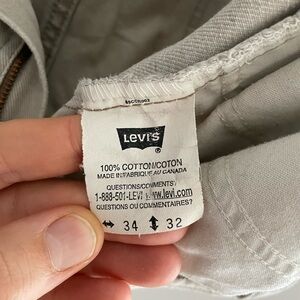 Levi's
®
100% COTTON/COTON
MADE IN/FABRIQUÉ AU CANADA
QUESTIONS/COMMENTS?
1-888-501-LEVI www.levi.com
QUESTIONS OU COMMENTAIRES?
↔ 34 ↕ 32